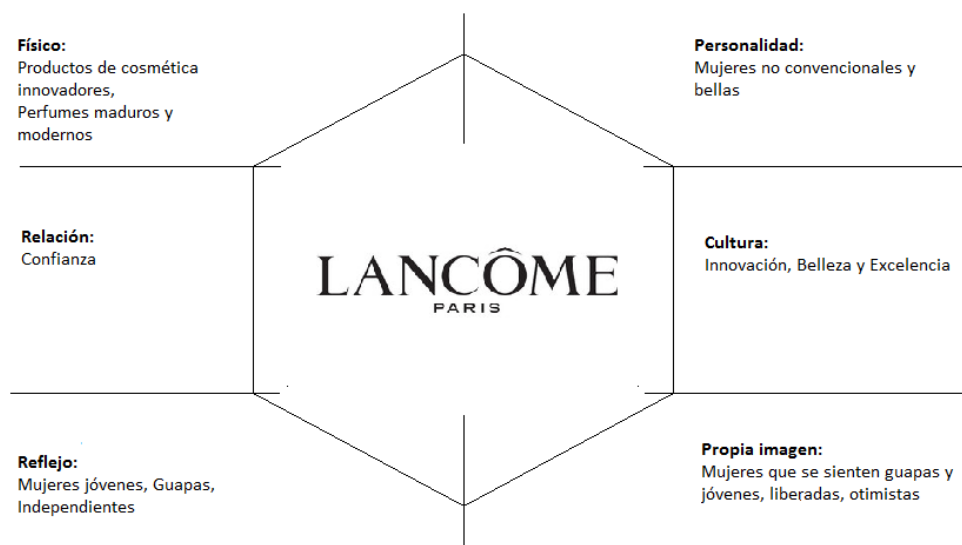 Físico:
Productos de cosmética
innovadores,
Perfumes maduros y
modernos
Personalidad:
Mujeres no convencionales y
bellas
Relación:
Confianza
LANCÔME
PARIS
Cultura:
Innovación, Belleza y Excelencia
Reflejo:
Mujeres jóvenes, Guapas,
Independientes
Propia imagen:
Mujeres que se sienten guapas y
jóvenes, liberadas, otimistas